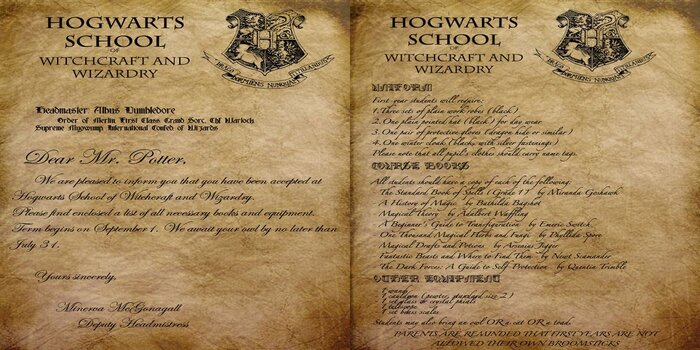 HOGWARTS
SCHOOL
OF
WITCHCRAFT AND
WIZARDRY
Headmaster Albus Dumbledore
Order of Merlin First Class Grand Sorc, Chf Warlock
Supreme Mugwump International Confed of Wizards
Dear Mr. Potter,
We are pleased to inform you that you have been accepted at
Hogwarts School of Witchcraft and Wizardry.
Please find enclosed a list of all necessary books and equipment.
Term begins on September 1. We await your owl by no later than
July 31.
Yours sincerely,
Minerva McGonagall
Deputy Headmistress
HOGWARTS
SCHOOL
OF
WITCHCRAFT AND
WIZARDRY
UNIFORM
First year students will require:
1. Three sets of plain work robes (black)
2. One plain pointed hat (black) for day wear
3. One pair of protective gloves (dragon hide or similar)
4. One winter cloak (black, with silver fastenings)
Please note that all pupil's clothes should carry name tags.
COURSE BOOKS
All students should have a copy of each of the following:
The Standard Book of Spells (Grade 1) by Miranda Goshawk
A History of Magic by Bathilda Bagshot
Magical Theory by Adalbert Waffling
A Beginner's Guide to Transfiguration by Emeric Switch
One Thousand Magical Herbs and Fungi by Phyllida Spore
Magical Drafts and Potions by Arsenius Jigger
Fantastic Beasts and Where to Find Them by Newt Scamander
The Dark Forces: A Guide to Self-Protection by Quentin Trimble
OTHER EQUIPMENT
1 wand
1 cauldron (pewter, standard size 2)
1 set glass or crystal phials
1 telescope
1 set brass scales
Students may also bring an owl OR a cat OR a toad.
PARENTS ARE REMINDED THAT FIRST YEARS ARE NOT
ALLOWED THEIR OWN BROOMSTICKS